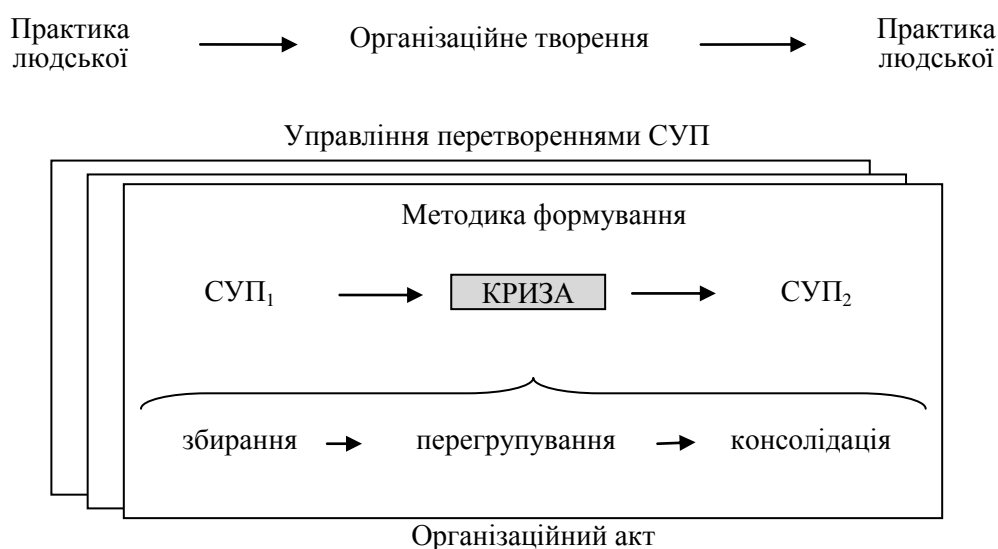 Практика
людської
Організаційне творення
Практика
людської
Управління перетвореннями СУП
Методика формування
СУП₁
КРИЗА
СУП₂
збирання
перегрупування
консолідація
Організаційний акт